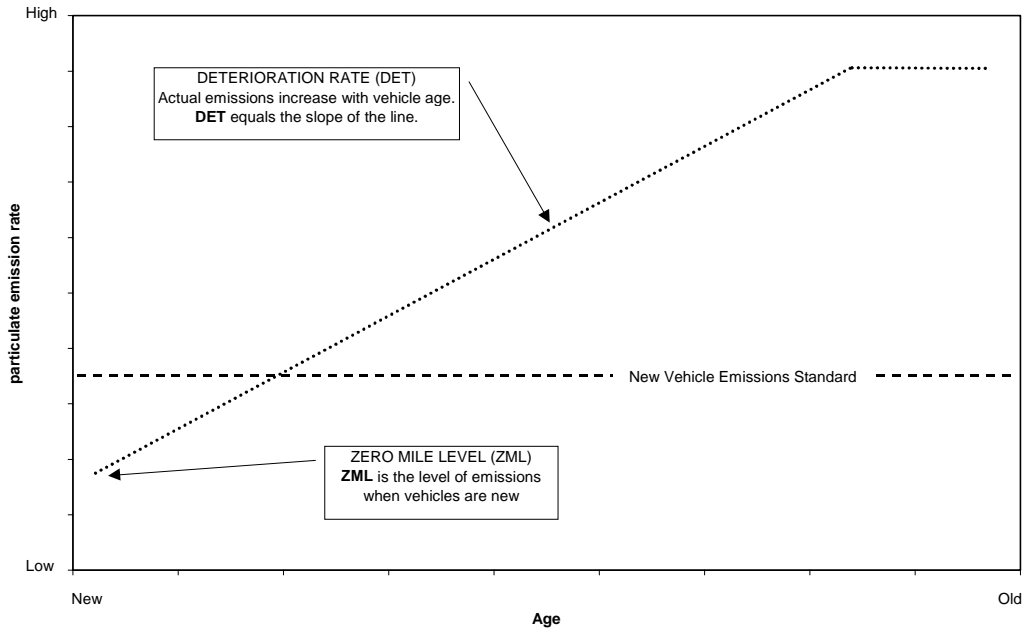 High
DETERIORATION RATE (DET)
Actual emissions increase with vehicle age.
DET equals the slope of the line.
particulate emission rate
New Vehicle Emissions Standard
ZERO MILE LEVEL (ZML)
ZML is the level of emissions
when vehicles are new
Low
New
Old
Age